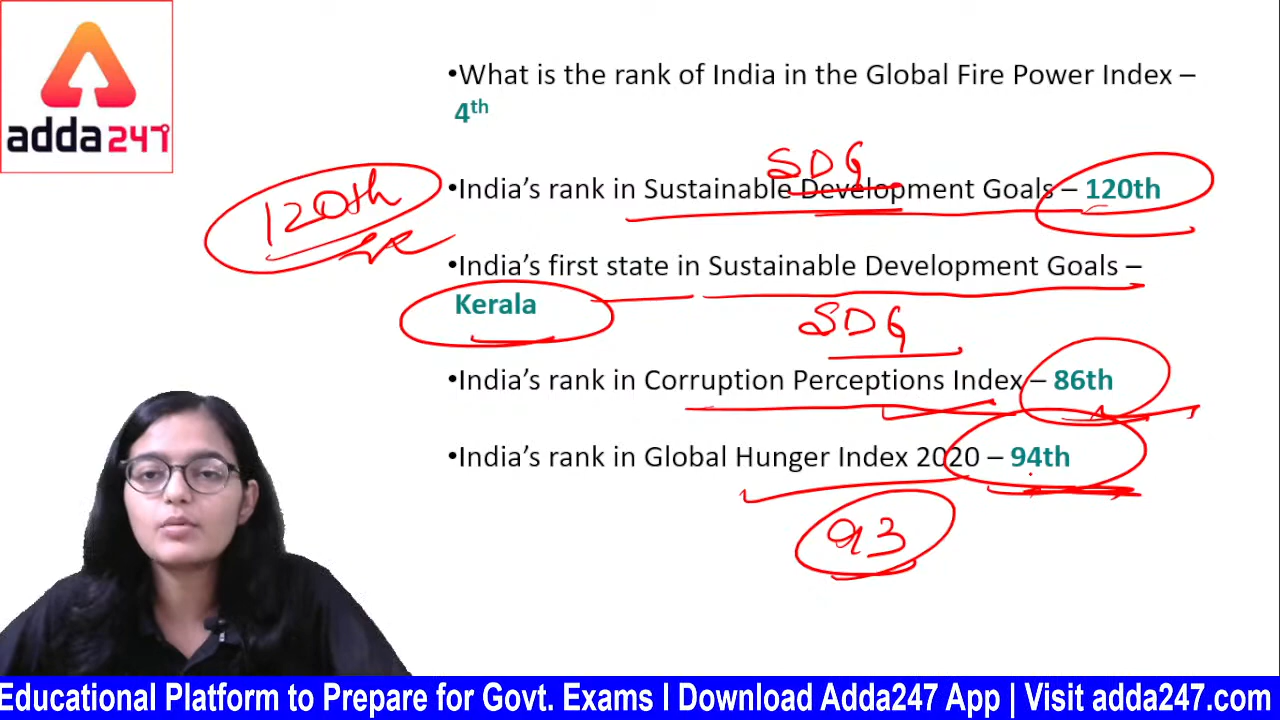 adda247
•What is the rank of India in the Global Fire Power Index –
4th
SDG
•India’s rank in Sustainable Development Goals – 120th
120th
•India’s first state in Sustainable Development Goals –
Kerala
SDG
•India’s rank in Corruption Perceptions Index – 86th
•India’s rank in Global Hunger Index 2020 – 94th
93
Educational Platform to Prepare for Govt. Exams I Download Adda247 App | Visit adda247.com